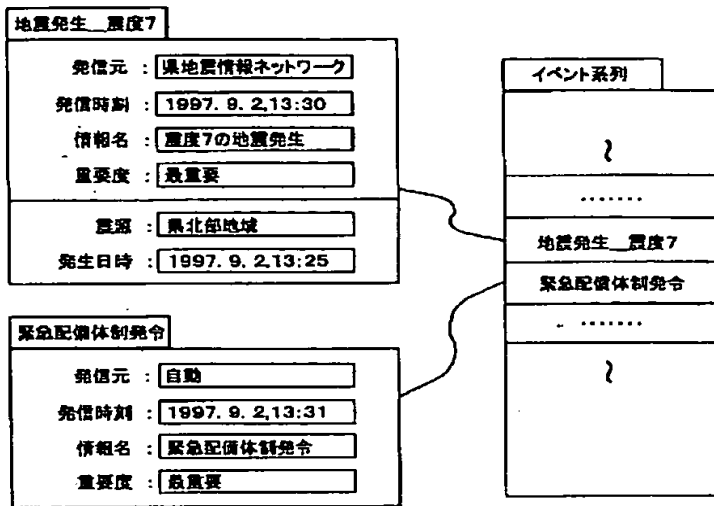 地震発生__震度7
発信元 : 県地震情報ネットワーク
発信時刻 : 1997. 9. 2,13:30
情報名 : 震度7の地震発生
重要度 : 最重要
震源 : 県北部地域
発生日時 : 1997. 9. 2,13:25
緊急配備体制発令
発信元 : 自動
発信時刻 : 1997. 9. 2,13:31
情報名 : 緊急配備体制発令
重要度 : 最重要
イベント系列
〜
.......
地震発生__震度7
緊急配備体制発令
.......
〜